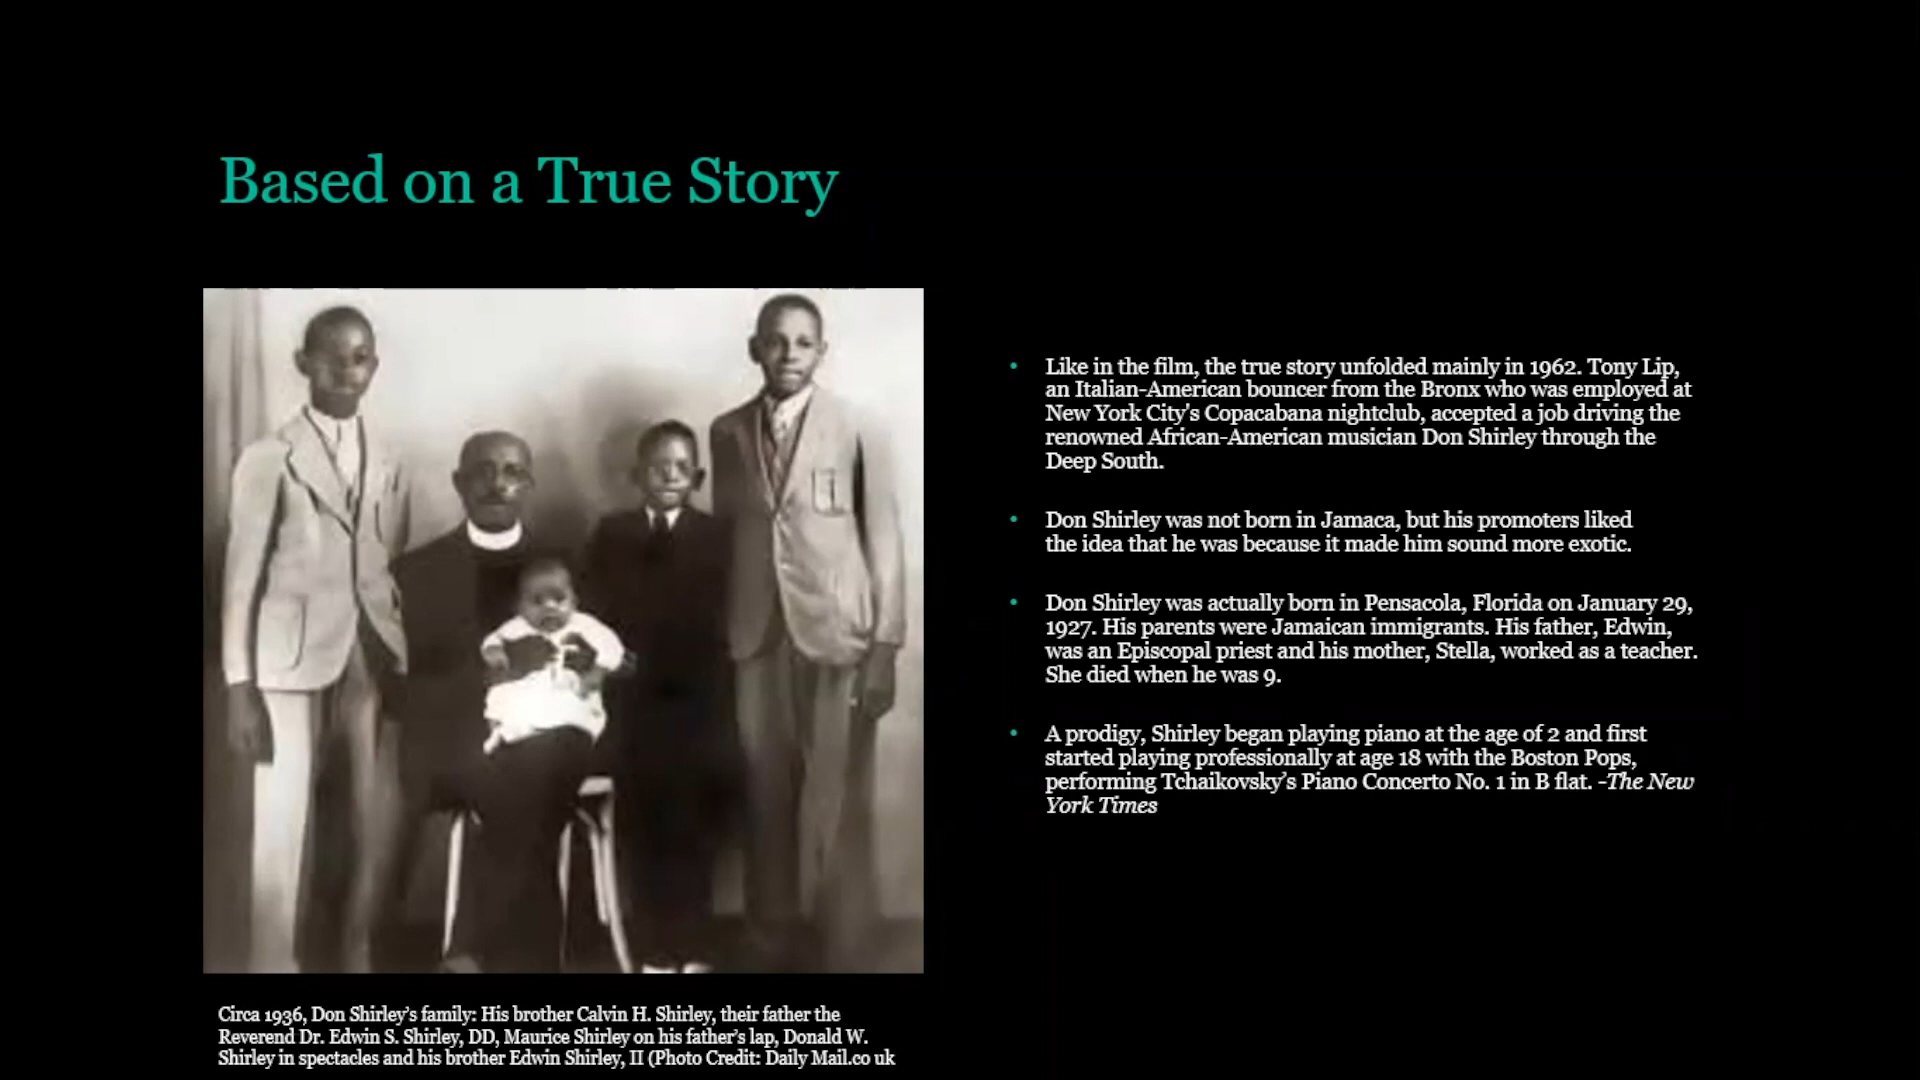 Based on a True Story
• Like in the film, the true story unfolded mainly in 1962. Tony Lip,
an Italian-American bouncer from the Bronx who was employed at
New York City's Copacabana nightclub, accepted a job driving the
renowned African-American musician Don Shirley through the
Deep South.
• Don Shirley was not born in Jamaca, but his promoters liked
the idea that he was because it made him sound more exotic.
• Don Shirley was actually born in Pensacola, Florida on January 29,
1927. His parents were Jamaican immigrants. His father, Edwin,
was an Episcopal priest and his mother, Stella, worked as a teacher.
She died when he was 9.
• A prodigy, Shirley began playing piano at the age of 2 and first
started playing professionally at age 18 with the Boston Pops,
performing Tchaikovsky's Piano Concerto No. 1 in B flat. -The New
York Times
Circa 1936, Don Shirley's family: His brother Calvin H. Shirley, their father the
Reverend Dr. Edwin S. Shirley, DD, Maurice Shirley on his father's lap, Donald W.
Shirley in spectacles and his brother Edwin Shirley, II (Photo Credit: Daily Mail.co uk